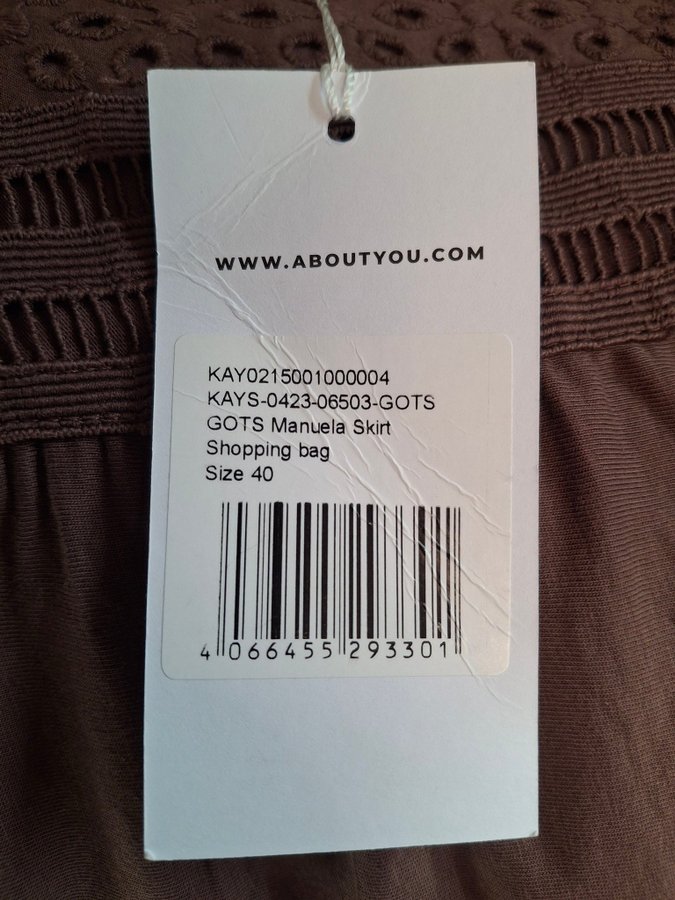 WWW.ABOUTYOU.COM
KAY0215001000004
KAYS-0423-06503-GOTS
GOTS Manuela Skirt
Shopping bag
Size 40
4 066455 293301